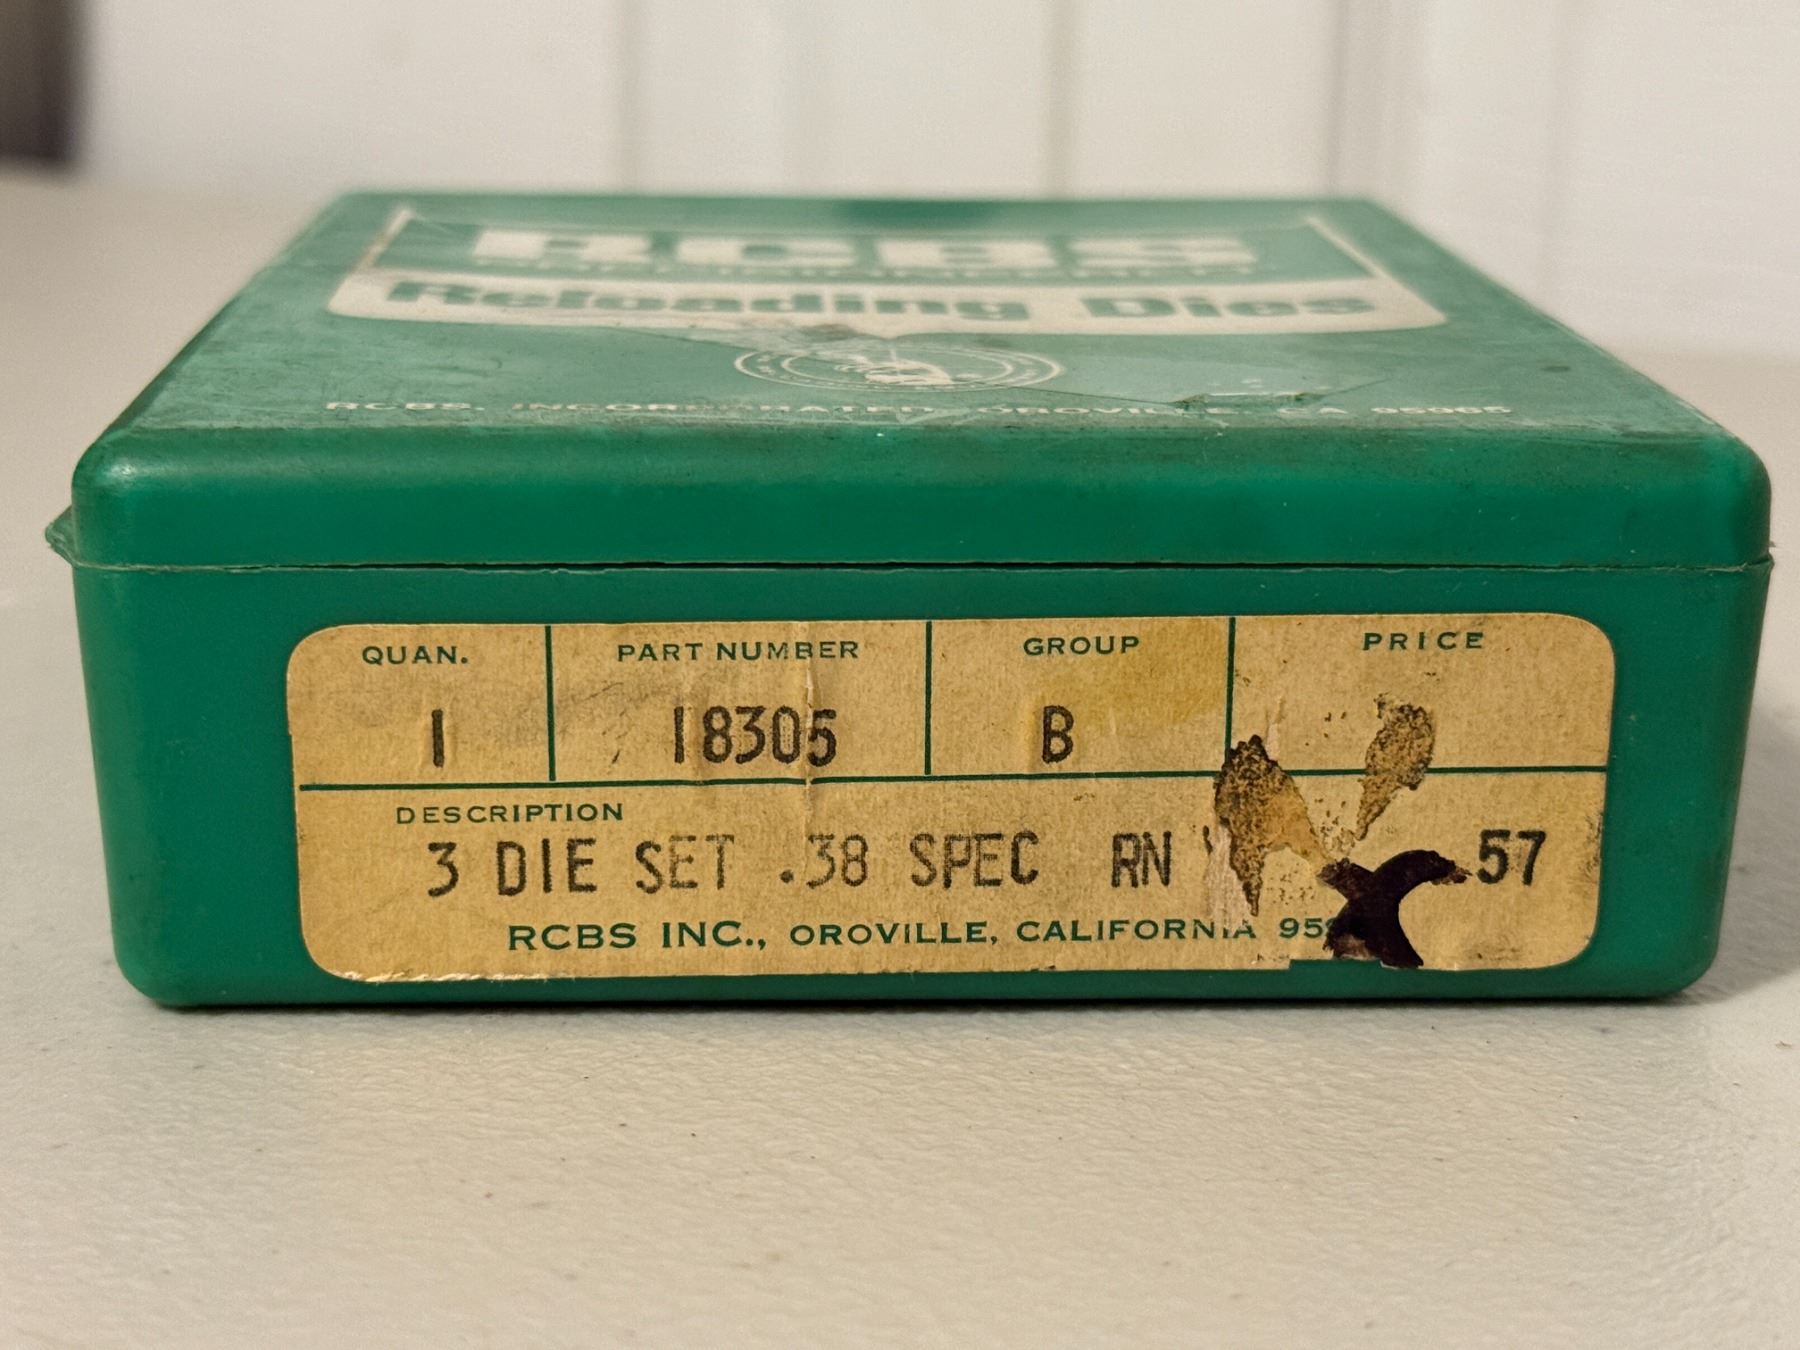 RCBS
Reloading Dies
RCBS, INCORPORATED, OROVILLE, CA 95965
QUAN. PART NUMBER GROUP PRICE
1 18305 B
DESCRIPTION
3 DIE SET .38 SPEC RN 57
RCBS INC., OROVILLE, CALIFORNIA